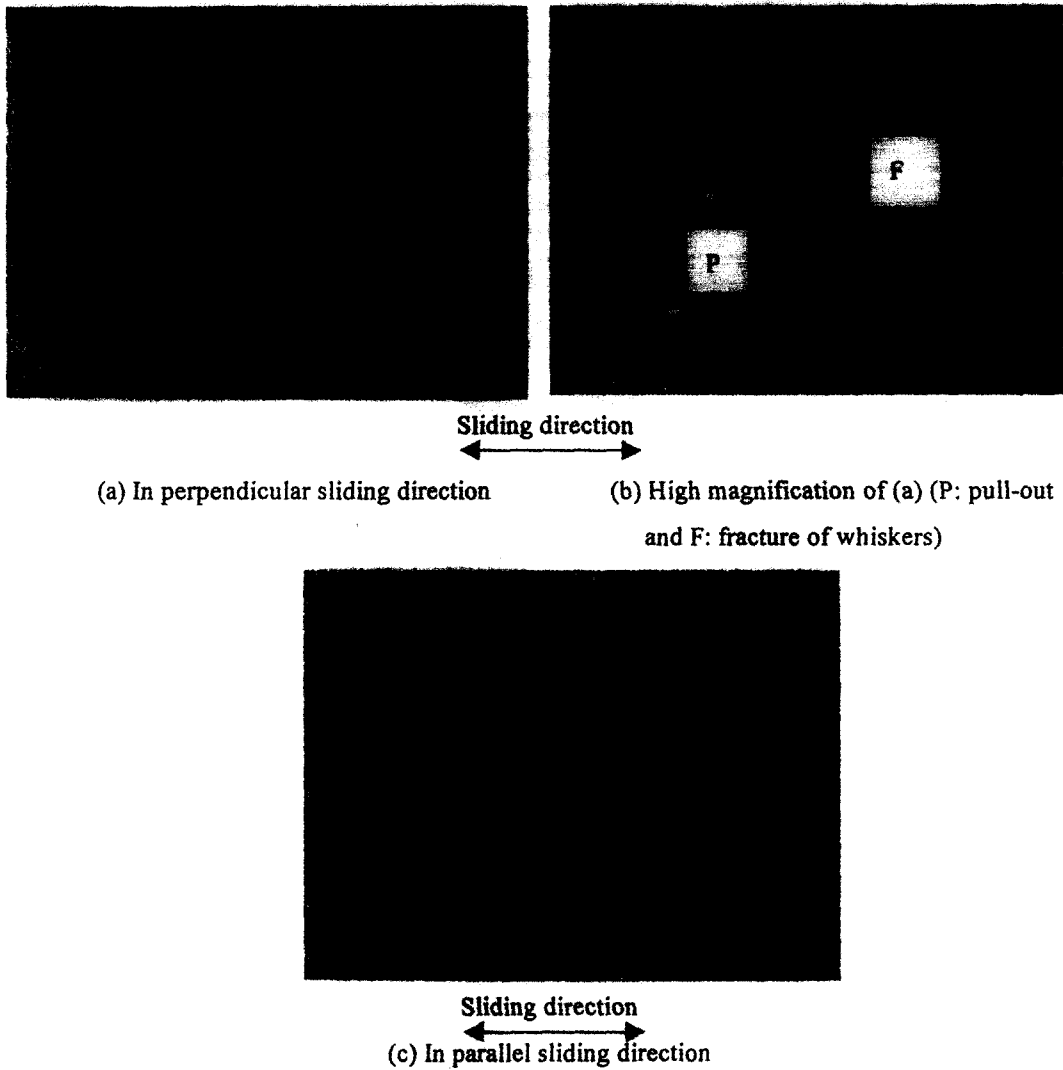 F
P
Sliding direction
(a) In perpendicular sliding direction
(b) High magnification of (a) (P: pull-out
and F: fracture of whiskers)
Sliding direction
(c) In parallel sliding direction